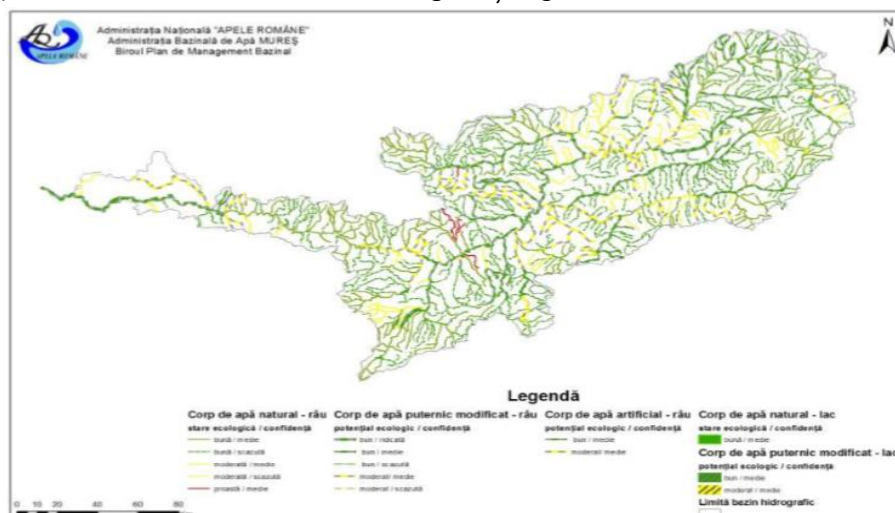 Administrația Națională "APELE ROMÂNE"
Administrația Bazinală de Apă MUREȘ
Biroul Plan de Management Bazinal
APELE ROMÂNE
N
Legendă
Corp de apă natural - râu
stare ecologică / confidență
bună / medie
bună / scazută
moderată / medie
moderată / scazută
proastă / medie
Corp de apă puternic modificat - râu
potențial ecologic / confidență
bun / ridicată
bun / medie
bun / scazută
moderat/ medie
moderat / scazută
Corp de apă artificial - râu
potențial ecologic / confidență
bun / medie
moderat/ medie
Corp de apă natural - lac
stare ecologică / confidență
bună / medie
Corp de apă puternic modificat - lac
potențial ecologic / confidență
bun / medie
moderat / medie
Limită bazin hidrografic
0 10 20 40 60 80